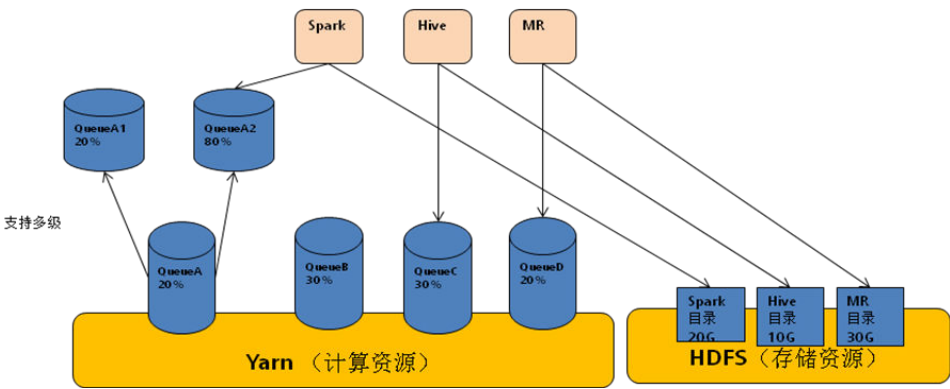 Spark
Hive
MR
QueueA1
20%
QueueA2
80%
支持多级
QueueA
20%
QueueB
30%
QueueC
30%
QueueD
20%
Spark
目录
20G
Hive
目录
10G
MR
目录
30G
Yarn （计算资源）
HDFS（存储资源）